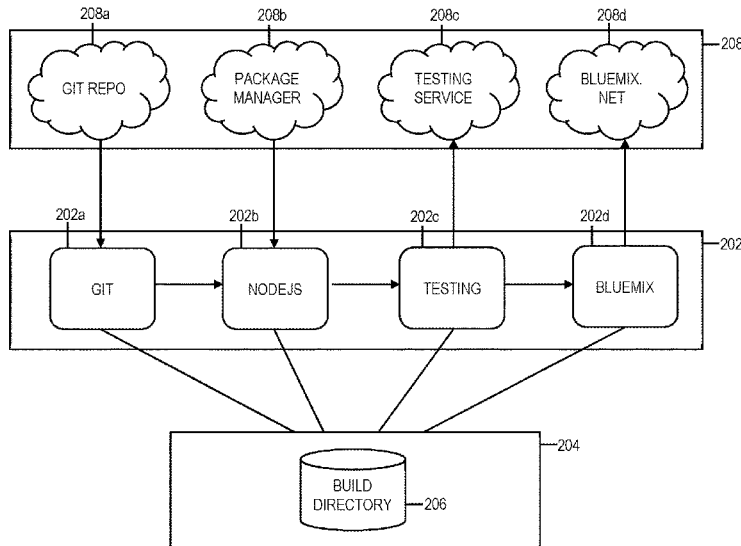 208a
208b
208c
208d
208
GIT REPO
PACKAGE
MANAGER
TESTING
SERVICE
BLUEMIX.
NET
202a
202b
202c
202d
202
GIT
NODEJS
TESTING
BLUEMIX
204
BUILD
DIRECTORY
206